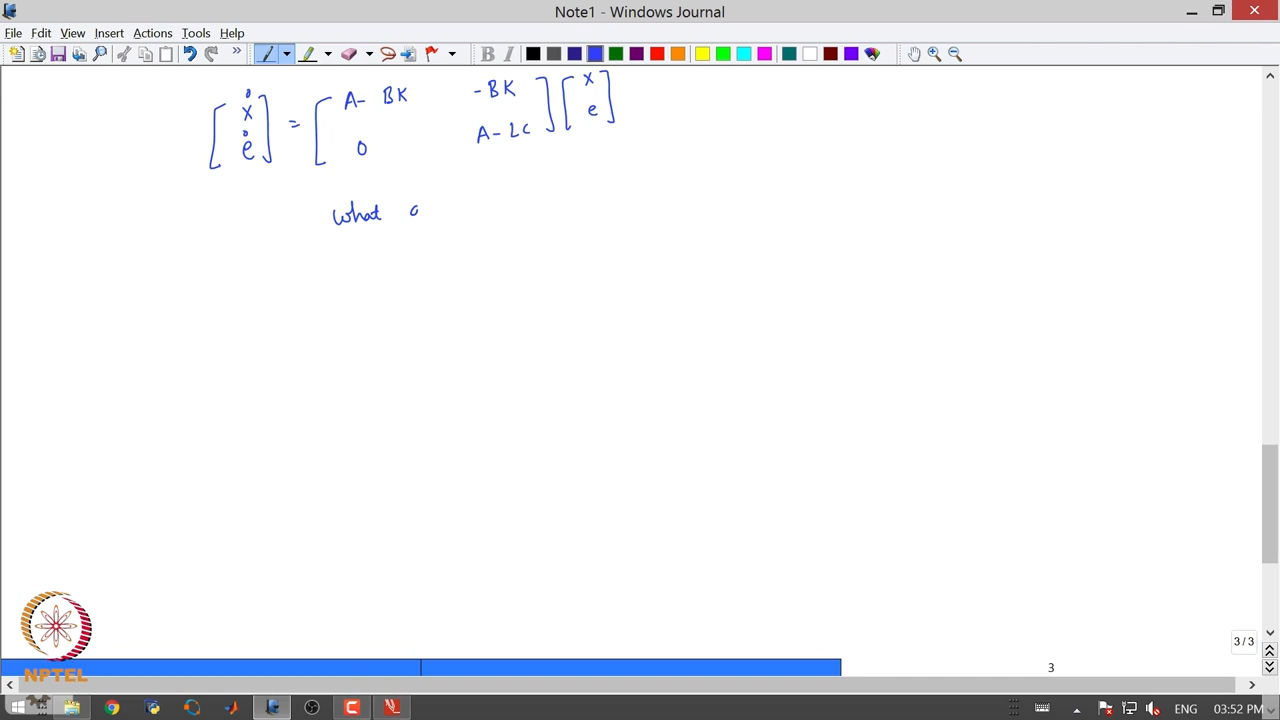 Note1 - Windows Journal
File Edit View Insert Actions Tools Help
[ẋ ė] = [A- BK -BK 0 A-LC] [x e]
What a
3 / 3
NPTEL
3
ENG 03:52 PM